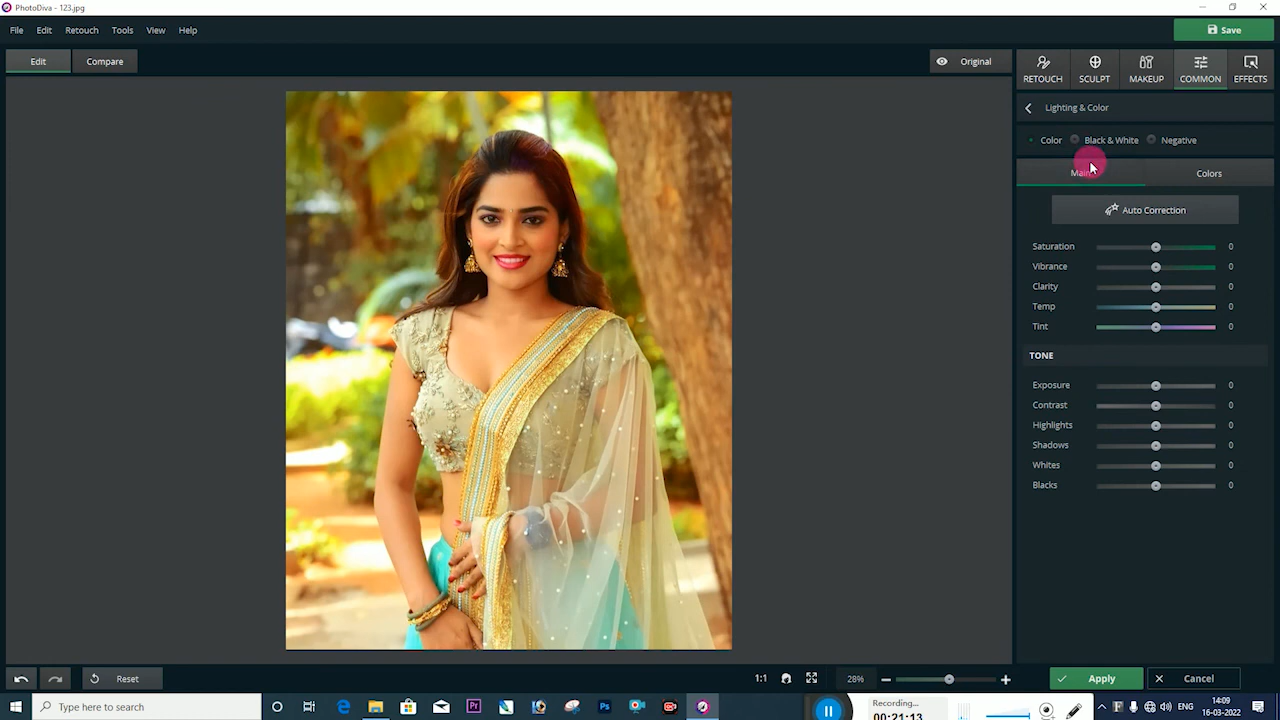 PhotoDiva - 123.jpg
File Edit Retouch Tools View Help
Save
Edit Compare Original
RETOUCH SCULPT MAKEUP COMMON EFFECTS
Lighting & Color
Color Black & White Negative
Main Colors
Auto Correction
Saturation 0
Vibrance 0
Clarity 0
Temp 0
Tint 0
TONE
Exposure 0
Contrast 0
Highlights 0
Shadows 0
Whites 0
Blacks 0
Reset 1:1 28% Apply Cancel
Type here to search
Recording...
00:21:13
ENG
14:09
16-03-2022